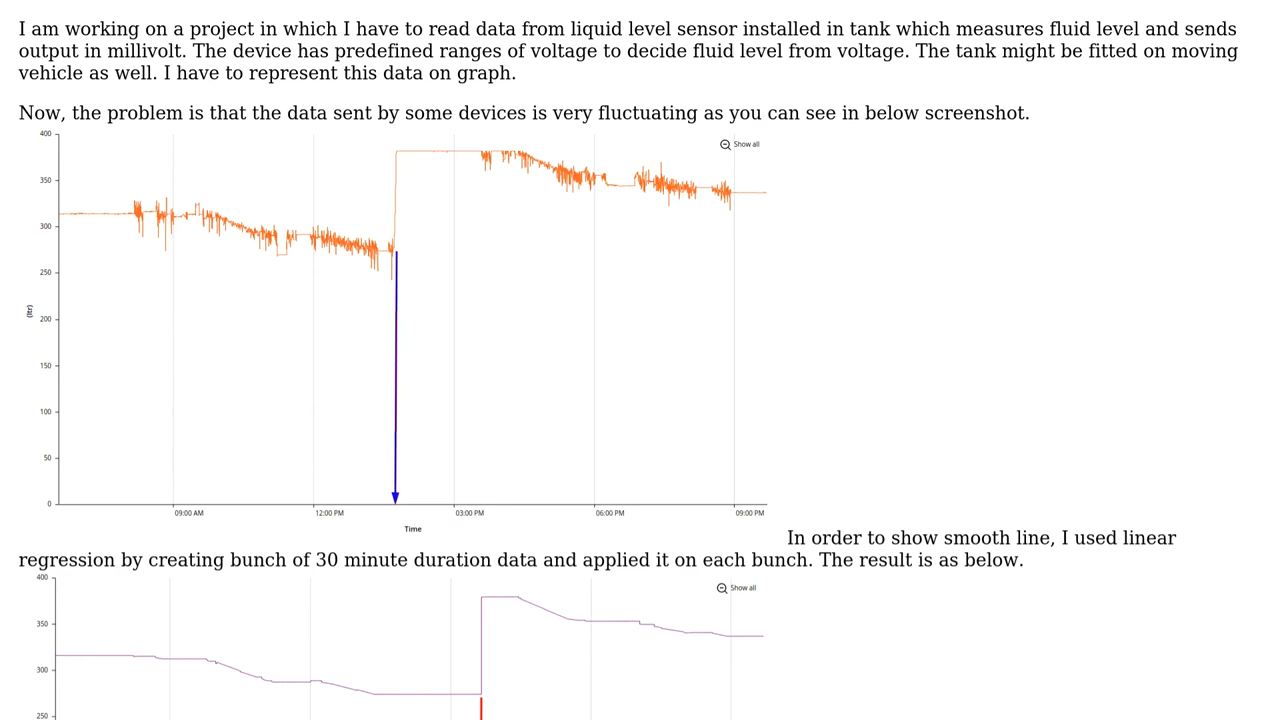 I am working on a project in which I have to read data from liquid level sensor installed in tank which measures fluid level and sends
output in millivolt. The device has predefined ranges of voltage to decide fluid level from voltage. The tank might be fitted on moving
vehicle as well. I have to represent this data on graph.
Now, the problem is that the data sent by some devices is very fluctuating as you can see in below screenshot.
400
Show all
350
300
250
(ltr)
200
150
100
50
0
09:00 AM 12:00 PM 03:00 PM 06:00 PM 09:00 PM
Time
In order to show smooth line, I used linear
regression by creating bunch of 30 minute duration data and applied it on each bunch. The result is as below.
400
Show all
350
300
250